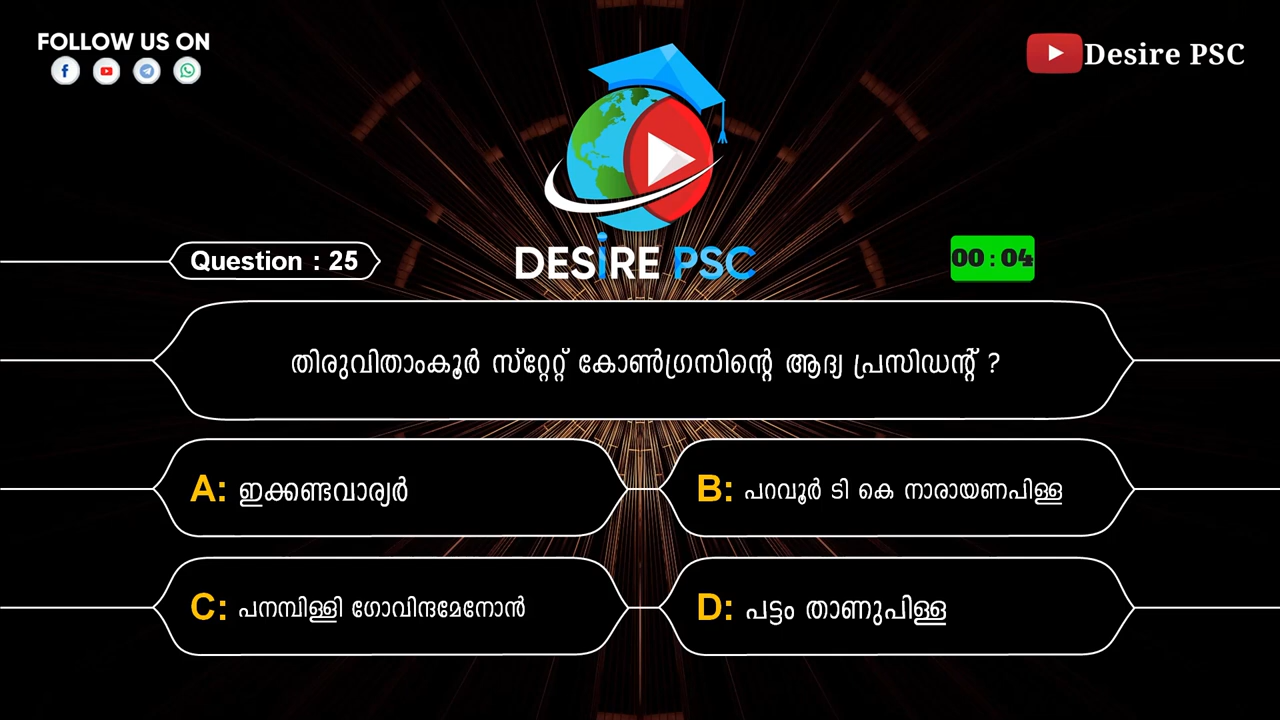 FOLLOW US ON
Desire PSC
DESiRE PSC
Question : 25
00 : 04
തിരുവിതാംകൂർ സ്റ്റേറ്റ് കോൺഗ്രസിന്റെ ആദ്യ പ്രസിഡന്റ് ?
A: ഇക്കണ്ടവാര്യർ
B: പറവൂർ ടി കെ നാരായണപിള്ള
C: പനമ്പിള്ളി ഗോവിന്ദമേനോൻ
D: പട്ടം താണുപിള്ള